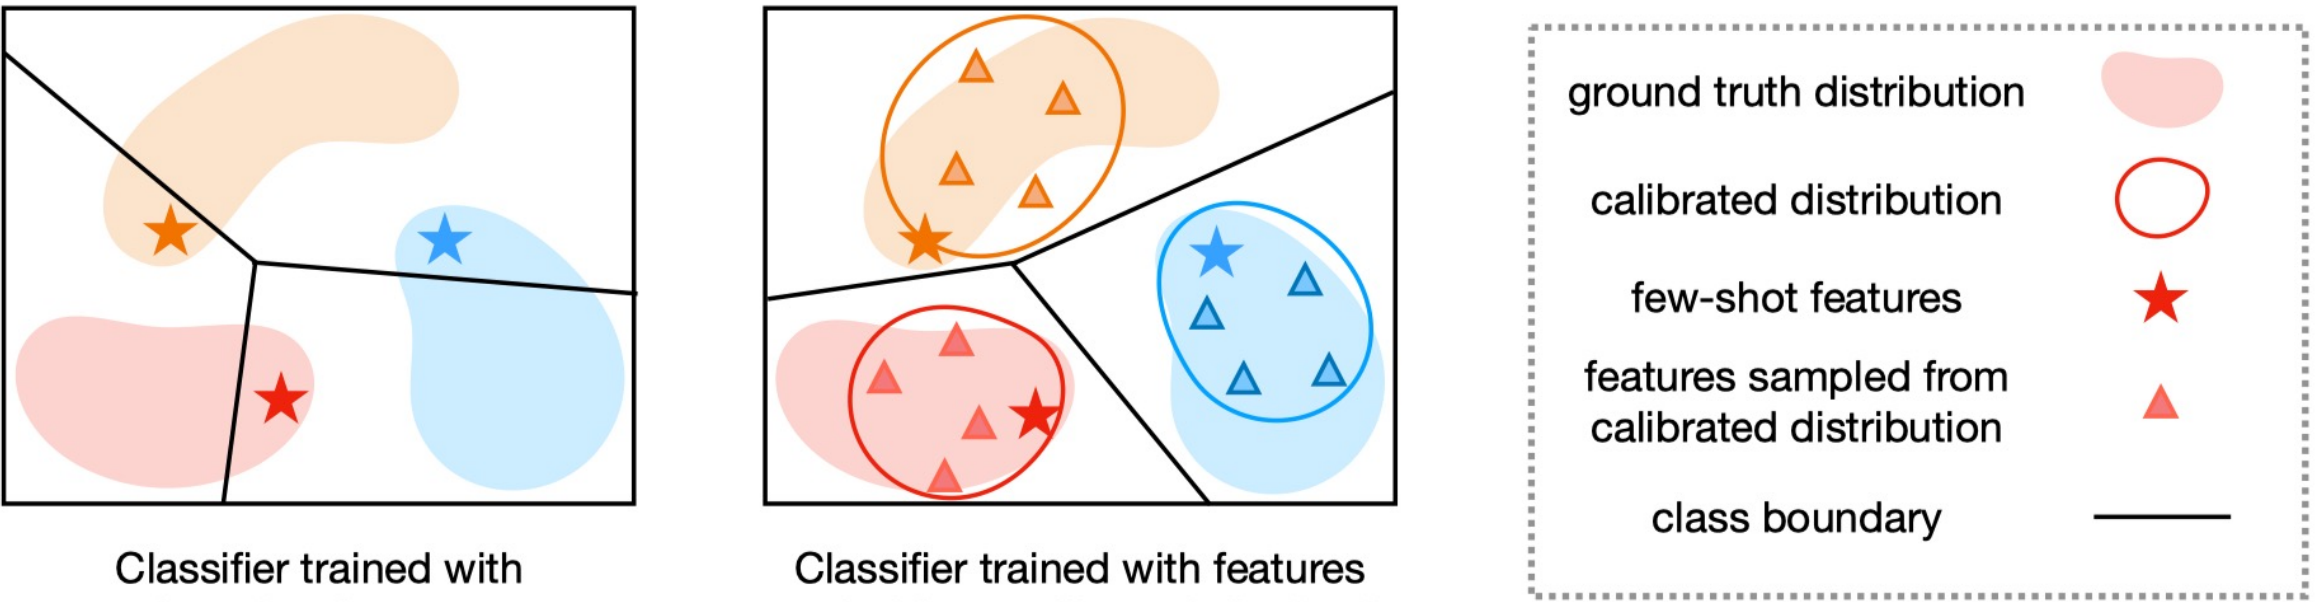 Classifier trained with
Classifier trained with features
ground truth distribution
calibrated distribution
few-shot features
features sampled from
calibrated distribution
class boundary